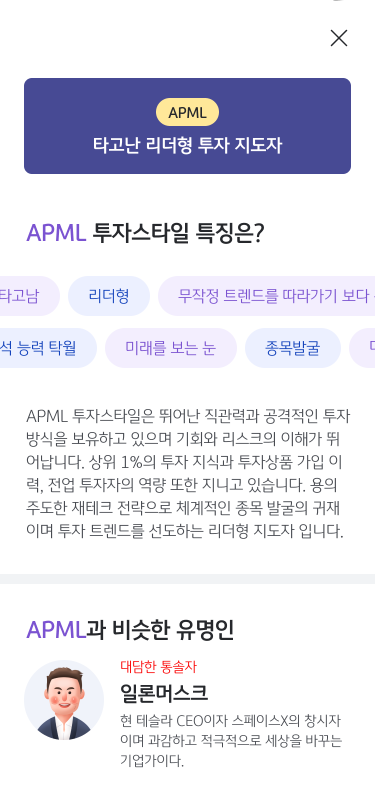 APML
타고난 리더형 투자 지도자
APML 투자스타일 특징은?
타고남 리더형 무작정 트렌드를 따라가기 보다
석 능력 탁월 미래를 보는 눈 종목발굴
APML 투자스타일은 뛰어난 직관력과 공격적인 투자
방식을 보유하고 있으며 기회와 리스크의 이해가 뛰
어납니다. 상위 1%의 투자 지식과 투자상품 가입 이
력, 전업 투자자의 역량 또한 지니고 있습니다. 용의
주도한 재테크 전략으로 체계적인 종목 발굴의 귀재
이며 투자 트렌드를 선도하는 리더형 지도자 입니다.
APML과 비슷한 유명인
대담한 통솔자
일론머스크
현 테슬라 CEO이자 스페이스X의 창시자
이며 과감하고 적극적으로 세상을 바꾸는
기업가이다.